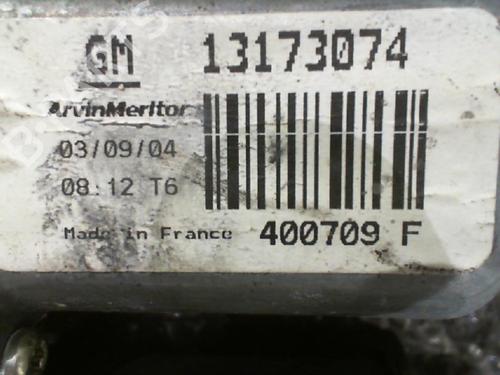 GM 13173074
ArvinMeritor
03/09/04
08:12 T6
Made in France 400709 F